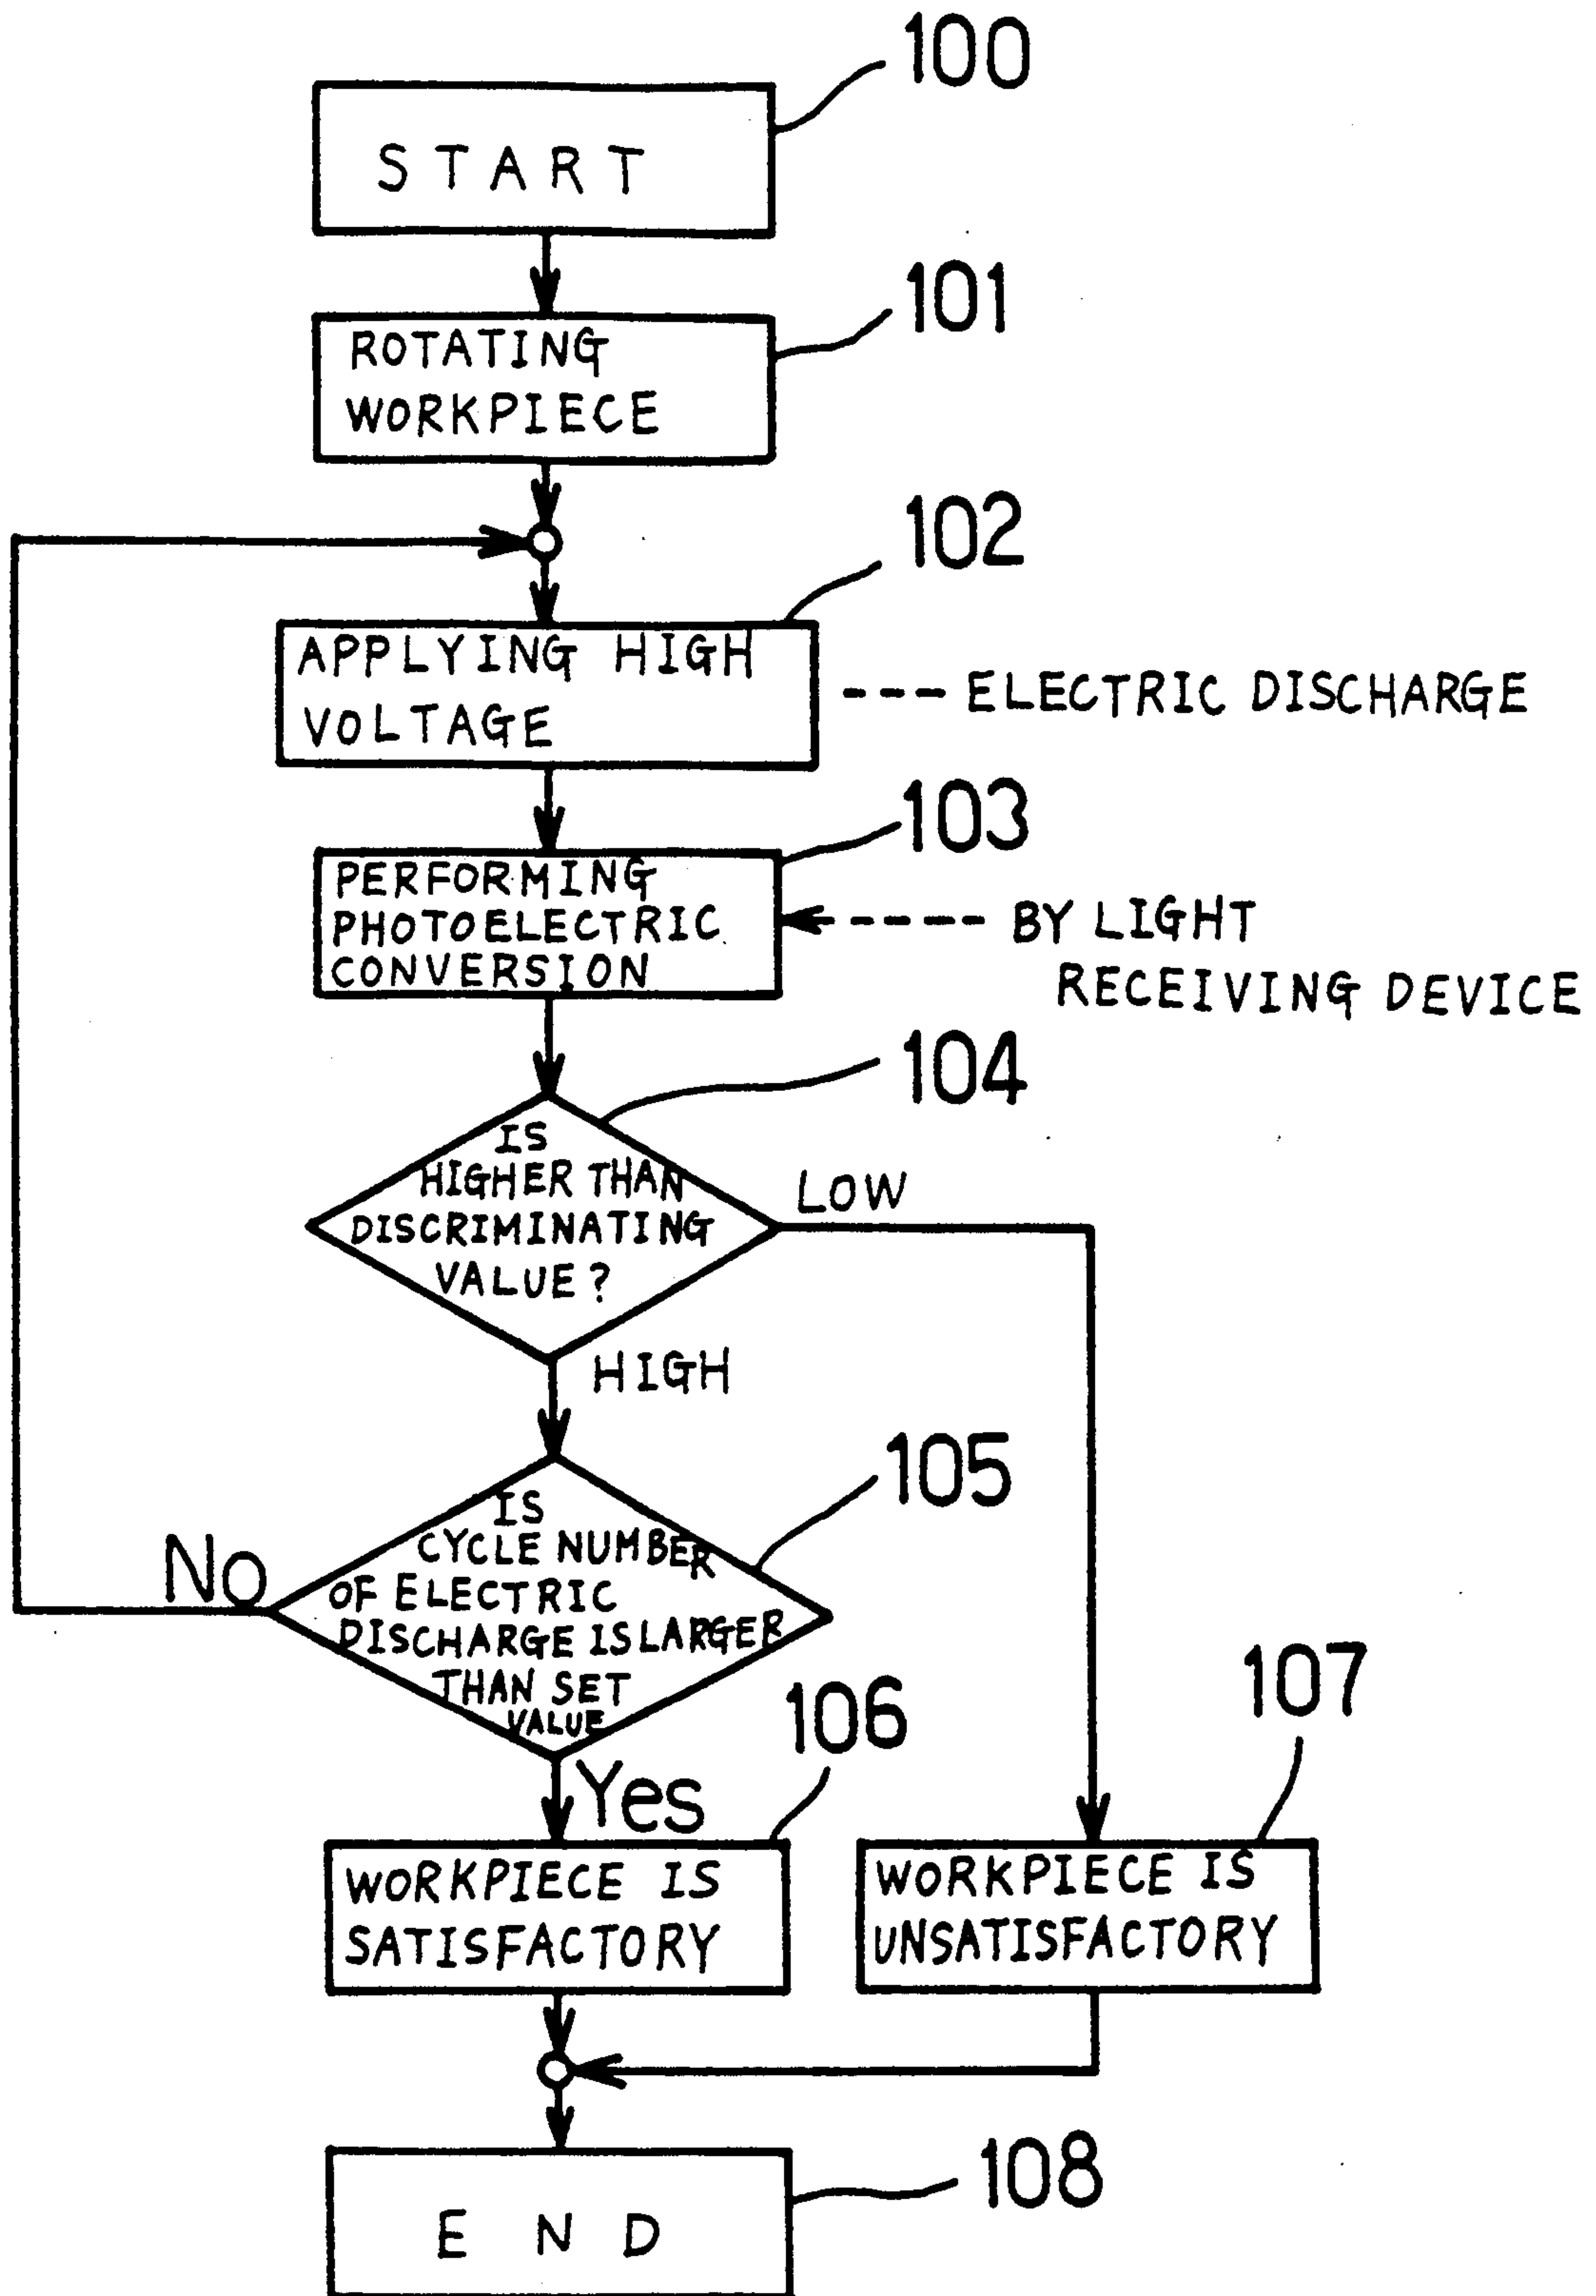 100
START
101
ROTATING
WORKPIECE
102
APPLYING HIGH
VOLTAGE
--- ELECTRIC DISCHARGE
103
PERFORMING
PHOTOELECTRIC
CONVERSION
BY LIGHT
RECEIVING DEVICE
104
IS
HIGHER THAN
DISCRIMINATING
VALUE?
LOW
HIGH
105
IS
CYCLE NUMBER
OF ELECTRIC
DISCHARGE IS LARGER
THAN SET
VALUE
No
Yes
106
WORKPIECE IS
SATISFACTORY
107
WORKPIECE IS
UNSATISFACTORY
108
END